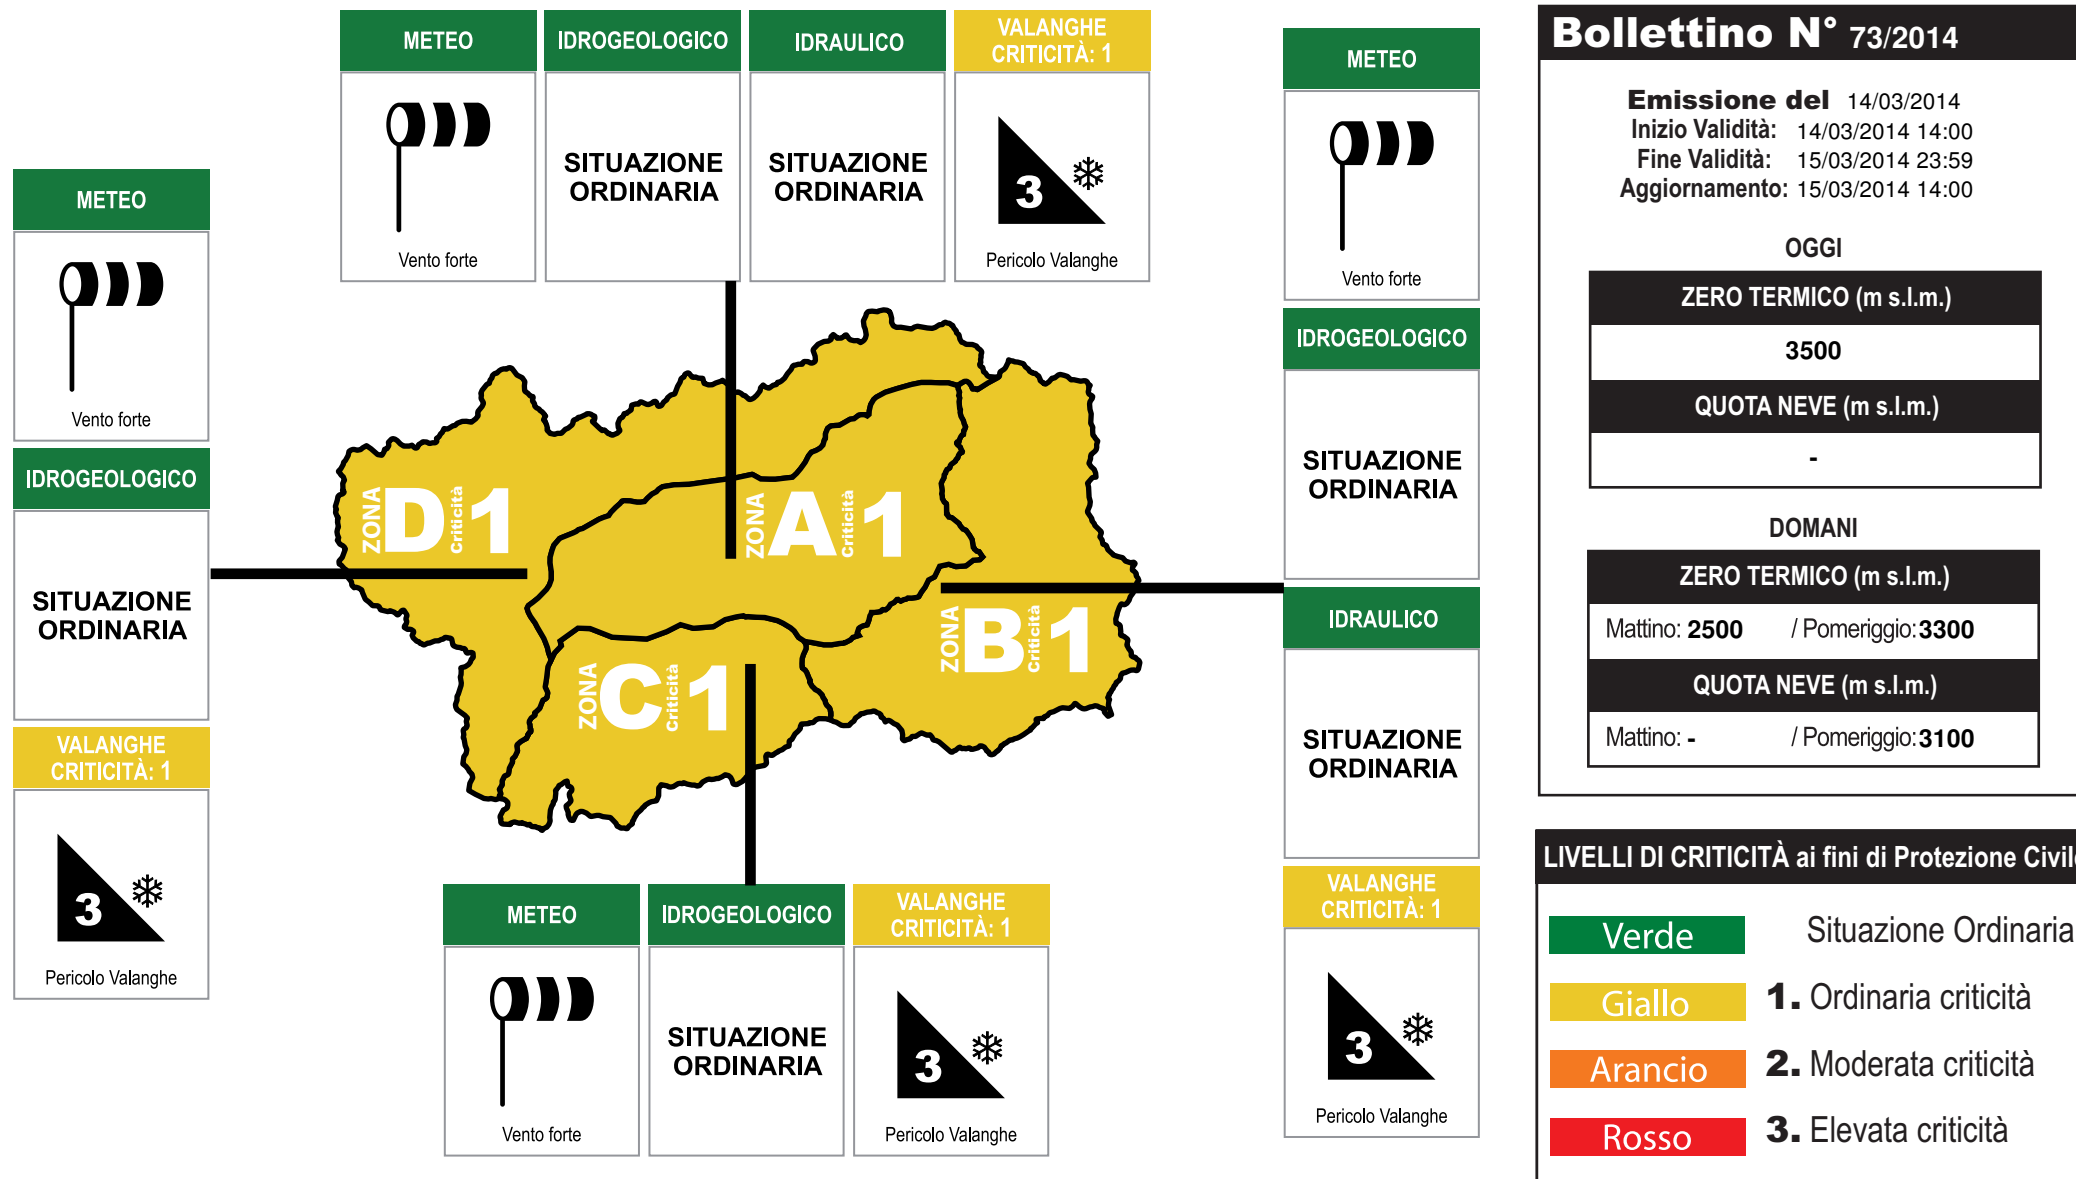 METEO
Vento forte
IDROGEOLOGICO
SITUAZIONE
ORDINARIA
IDRAULICO
SITUAZIONE
ORDINARIA
VALANGHE
CRITICITÀ: 1
3
Pericolo Valanghe
METEO
Vento forte
IDROGEOLOGICO
SITUAZIONE
ORDINARIA
VALANGHE
CRITICITÀ: 1
3
Pericolo Valanghe
ZONA D Criticità 1
ZONA A Criticità 1
ZONA B Criticità 1
ZONA C Criticità 1
METEO
Vento forte
IDROGEOLOGICO
SITUAZIONE
ORDINARIA
VALANGHE
CRITICITÀ: 1
3
Pericolo Valanghe
METEO
Vento forte
IDROGEOLOGICO
SITUAZIONE
ORDINARIA
IDRAULICO
SITUAZIONE
ORDINARIA
VALANGHE
CRITICITÀ: 1
3
Pericolo Valanghe
Bollettino N° 73/2014
Emissione del 14/03/2014
Inizio Validità: 14/03/2014 14:00
Fine Validità: 15/03/2014 23:59
Aggiornamento: 15/03/2014 14:00
OGGI
ZERO TERMICO (m s.l.m.)
3500
QUOTA NEVE (m s.l.m.)
-
DOMANI
ZERO TERMICO (m s.l.m.)
Mattino: 2500 / Pomeriggio: 3300
QUOTA NEVE (m s.l.m.)
Mattino: - / Pomeriggio: 3100
LIVELLI DI CRITICITÀ ai fini di Protezione Civil
Verde Situazione Ordinaria
Giallo 1. Ordinaria criticità
Arancio 2. Moderata criticità
Rosso 3. Elevata criticità